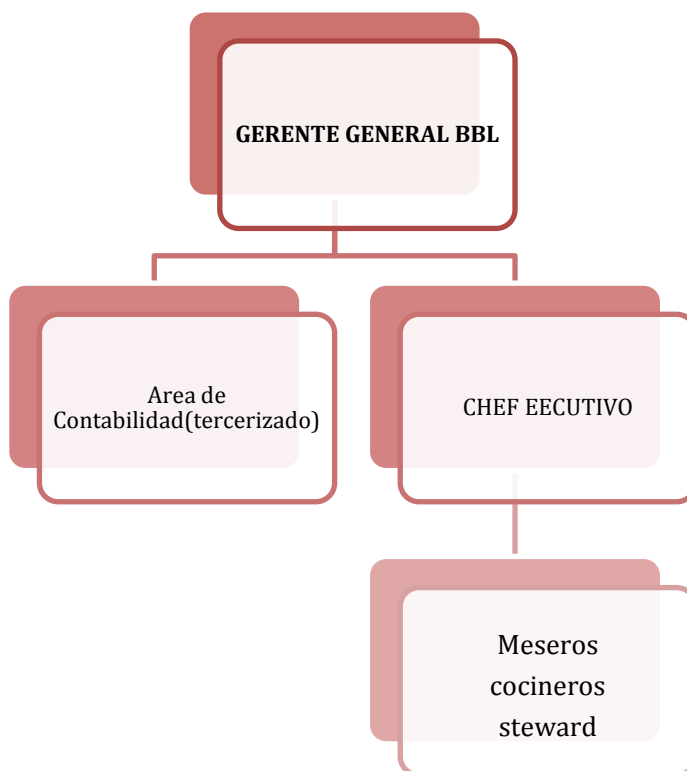 GERENTE GENERAL BBL
Area de
Contabilidad(tercerizado)
CHEF EECUTIVO
Meseros
cocineros
steward